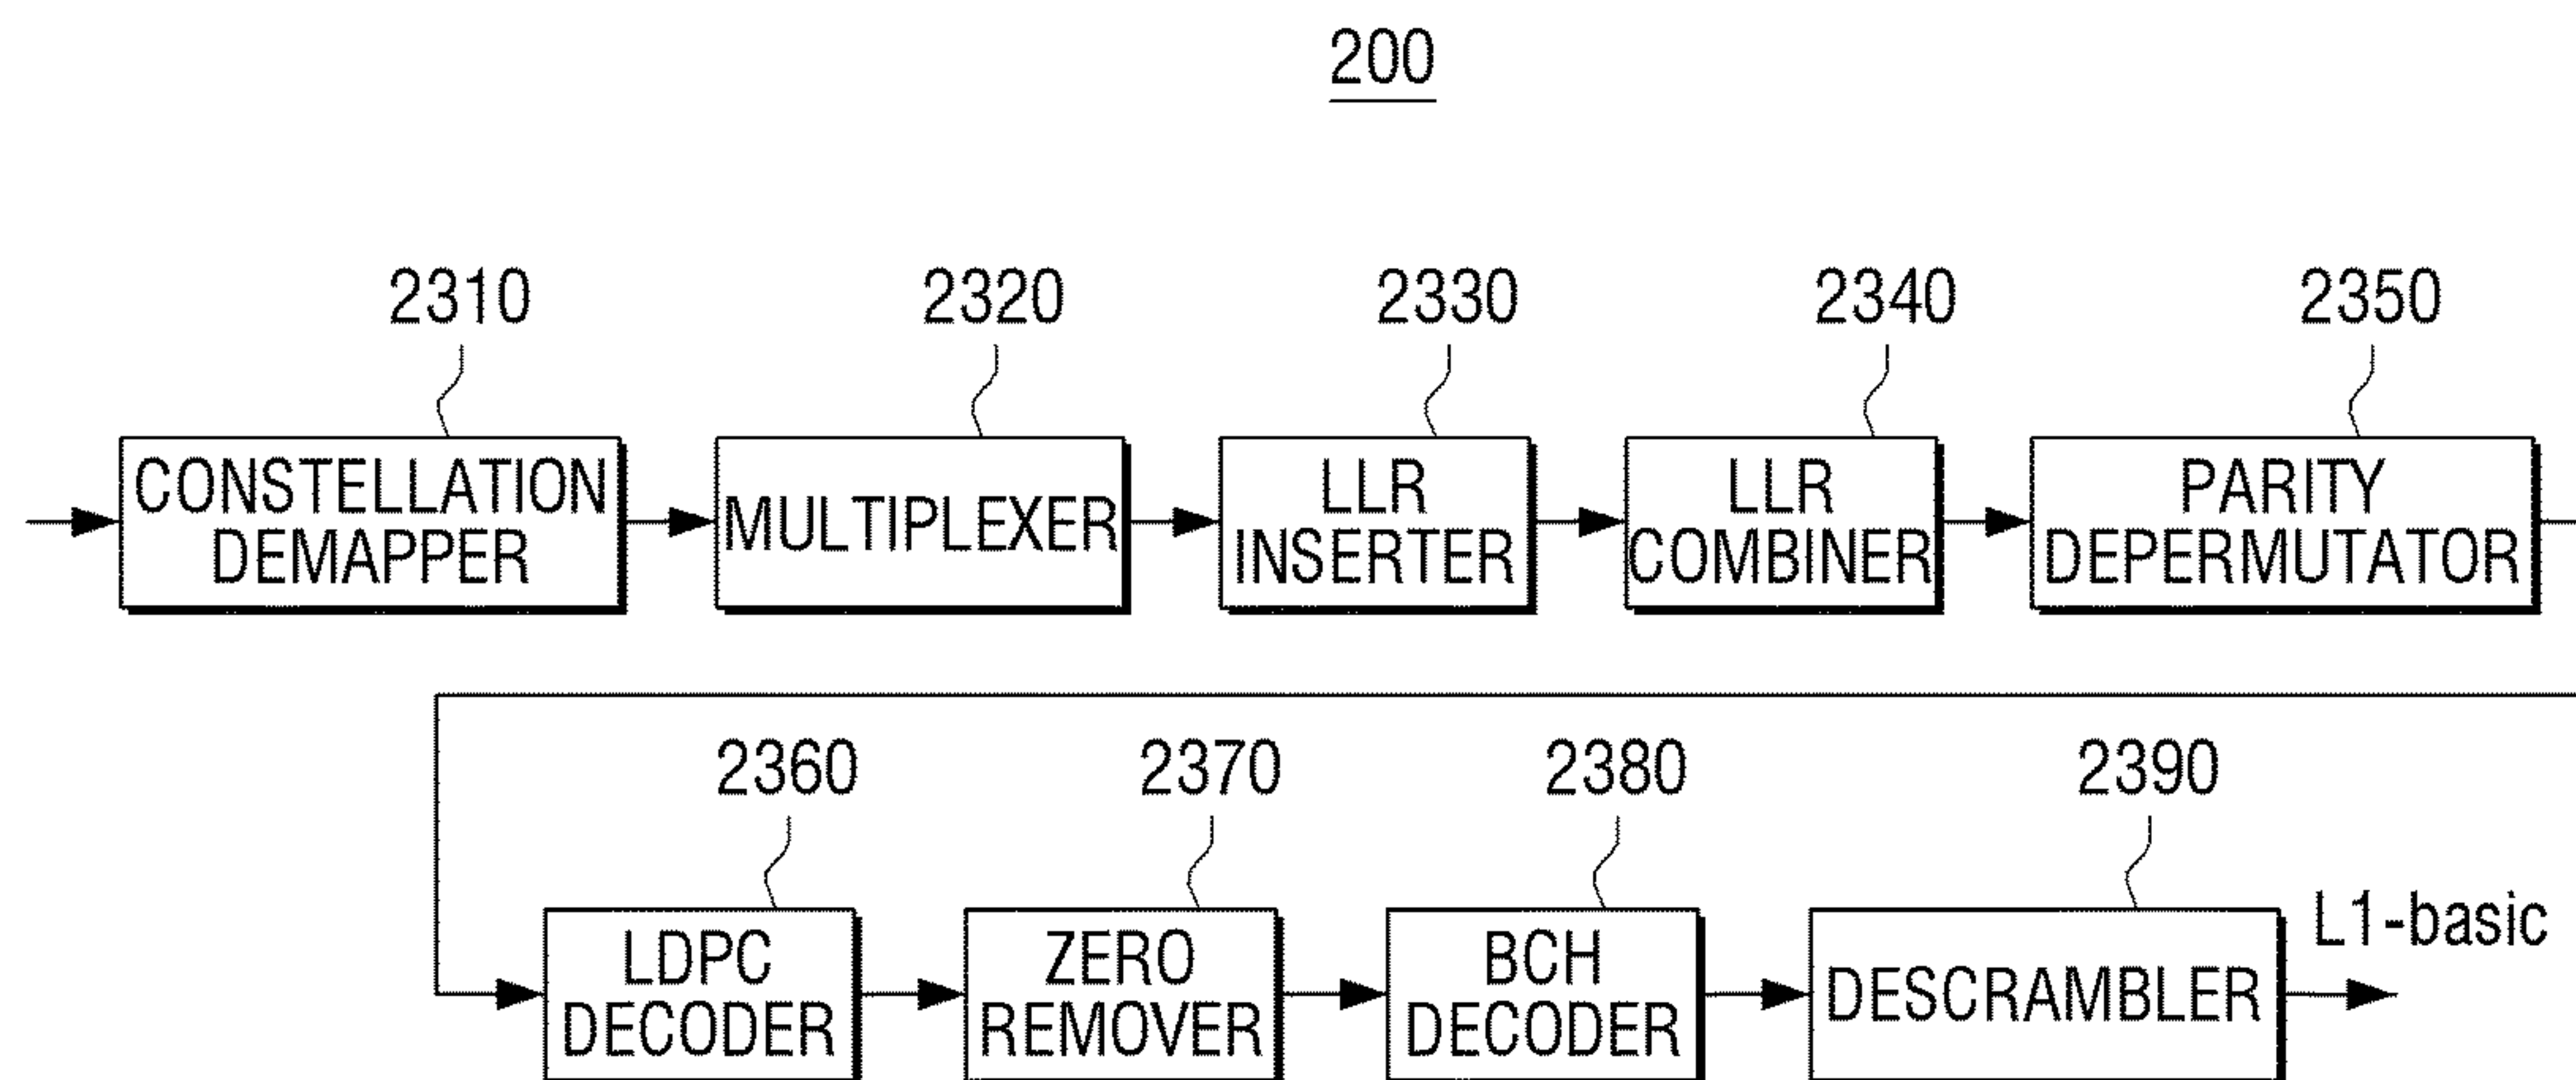 200
2310
2320
2330
2340
2350
CONSTELLATION
DEMAPPER
MULTIPLEXER
LLR
INSERTER
LLR
COMBINER
PARITY
DEPERMUTATOR
2360
2370
2380
2390
LDPC
DECODER
ZERO
REMOVER
BCH
DECODER
DESCRAMBLER
L1-basic